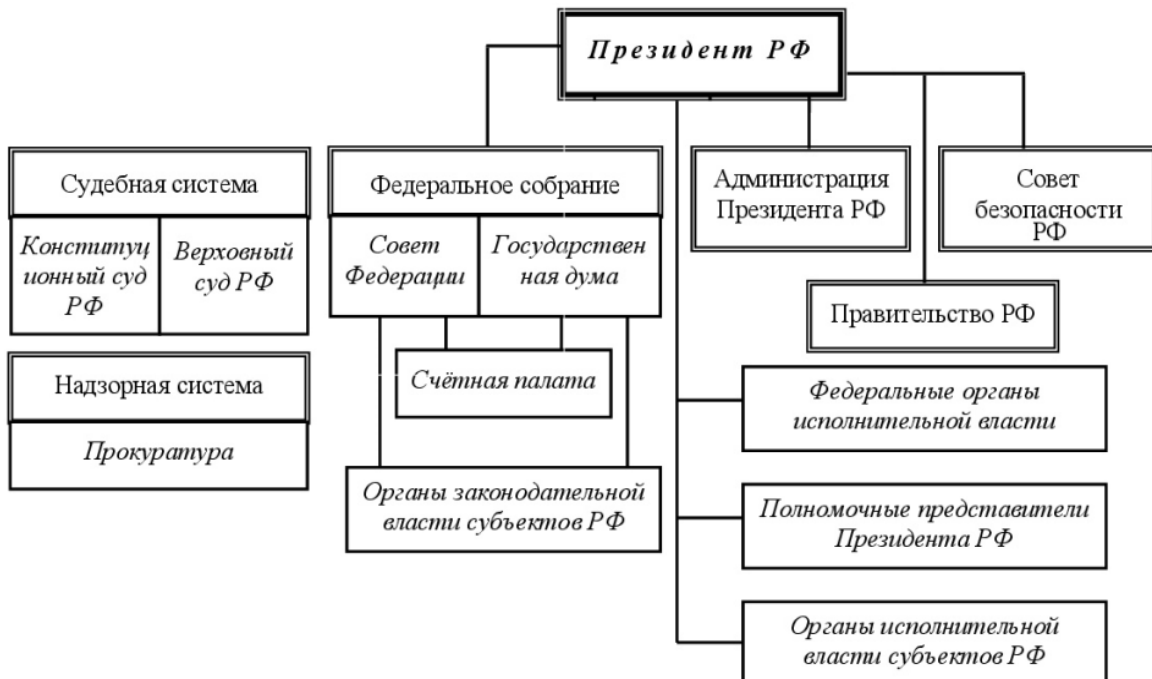 Президент РФ
Судебная система
Конституц
ионный суд
РФ
Верховный
суд РФ
Надзорная система
Прокуратура
Федеральное собрание
Совет
Федерации
Государствен
ная дума
Счётная палата
Органы законодательной
власти субъектов РФ
Администрация
Президента РФ
Совет
безопасности
РФ
Правительство РФ
Федеральные органы
исполнительной власти
Полномочные представители
Президента РФ
Органы исполнительной
власти субъектов РФ